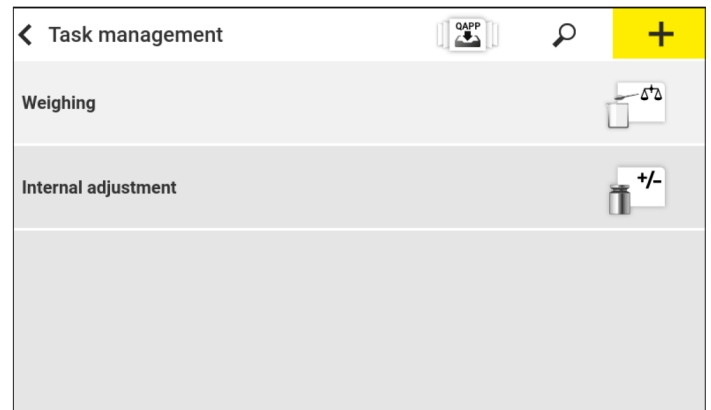 Task management
QAPP
+
Weighing
Internal adjustment
+/-